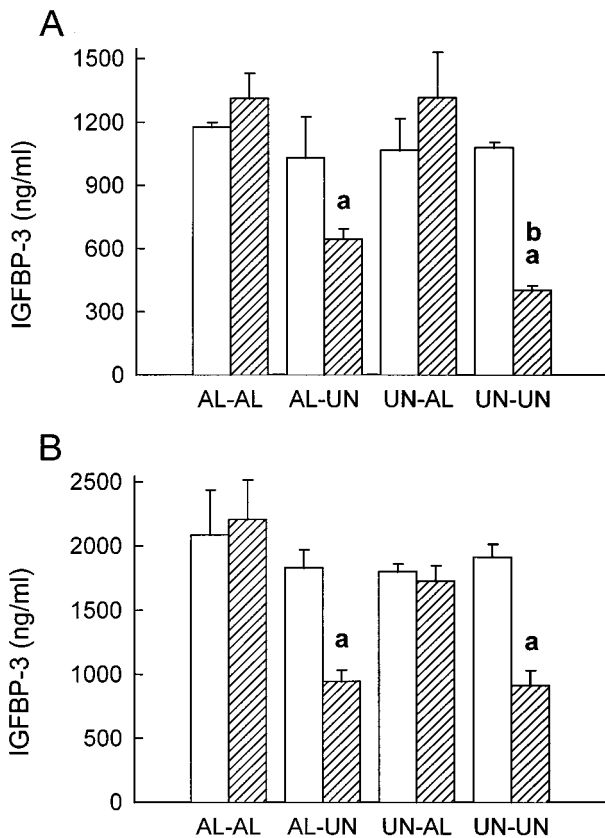 A
IGFBP-3 (ng/ml)
1500
1200
900
600
300
0
a
b
a
AL-AL AL-UN UN-AL UN-UN
B
IGFBP-3 (ng/ml)
2500
2000
1500
1000
500
0
a
a
AL-AL AL-UN UN-AL UN-UN